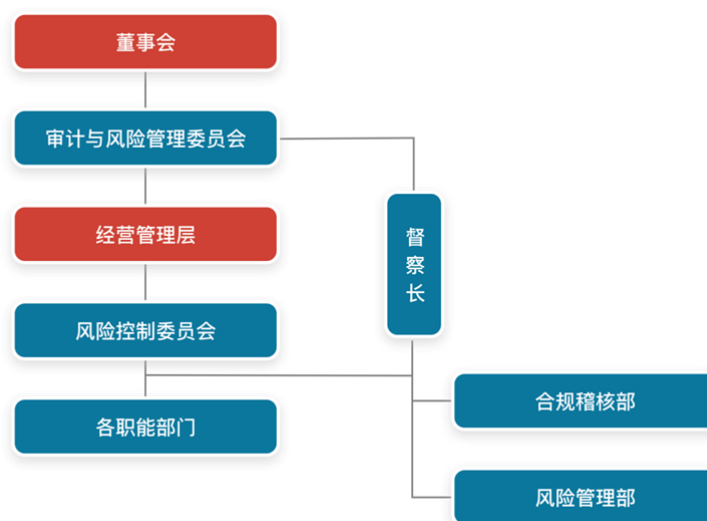 董事会
审计与风险管理委员会
经营管理层
督察长
风险控制委员会
合规稽核部
各职能部门
风险管理部